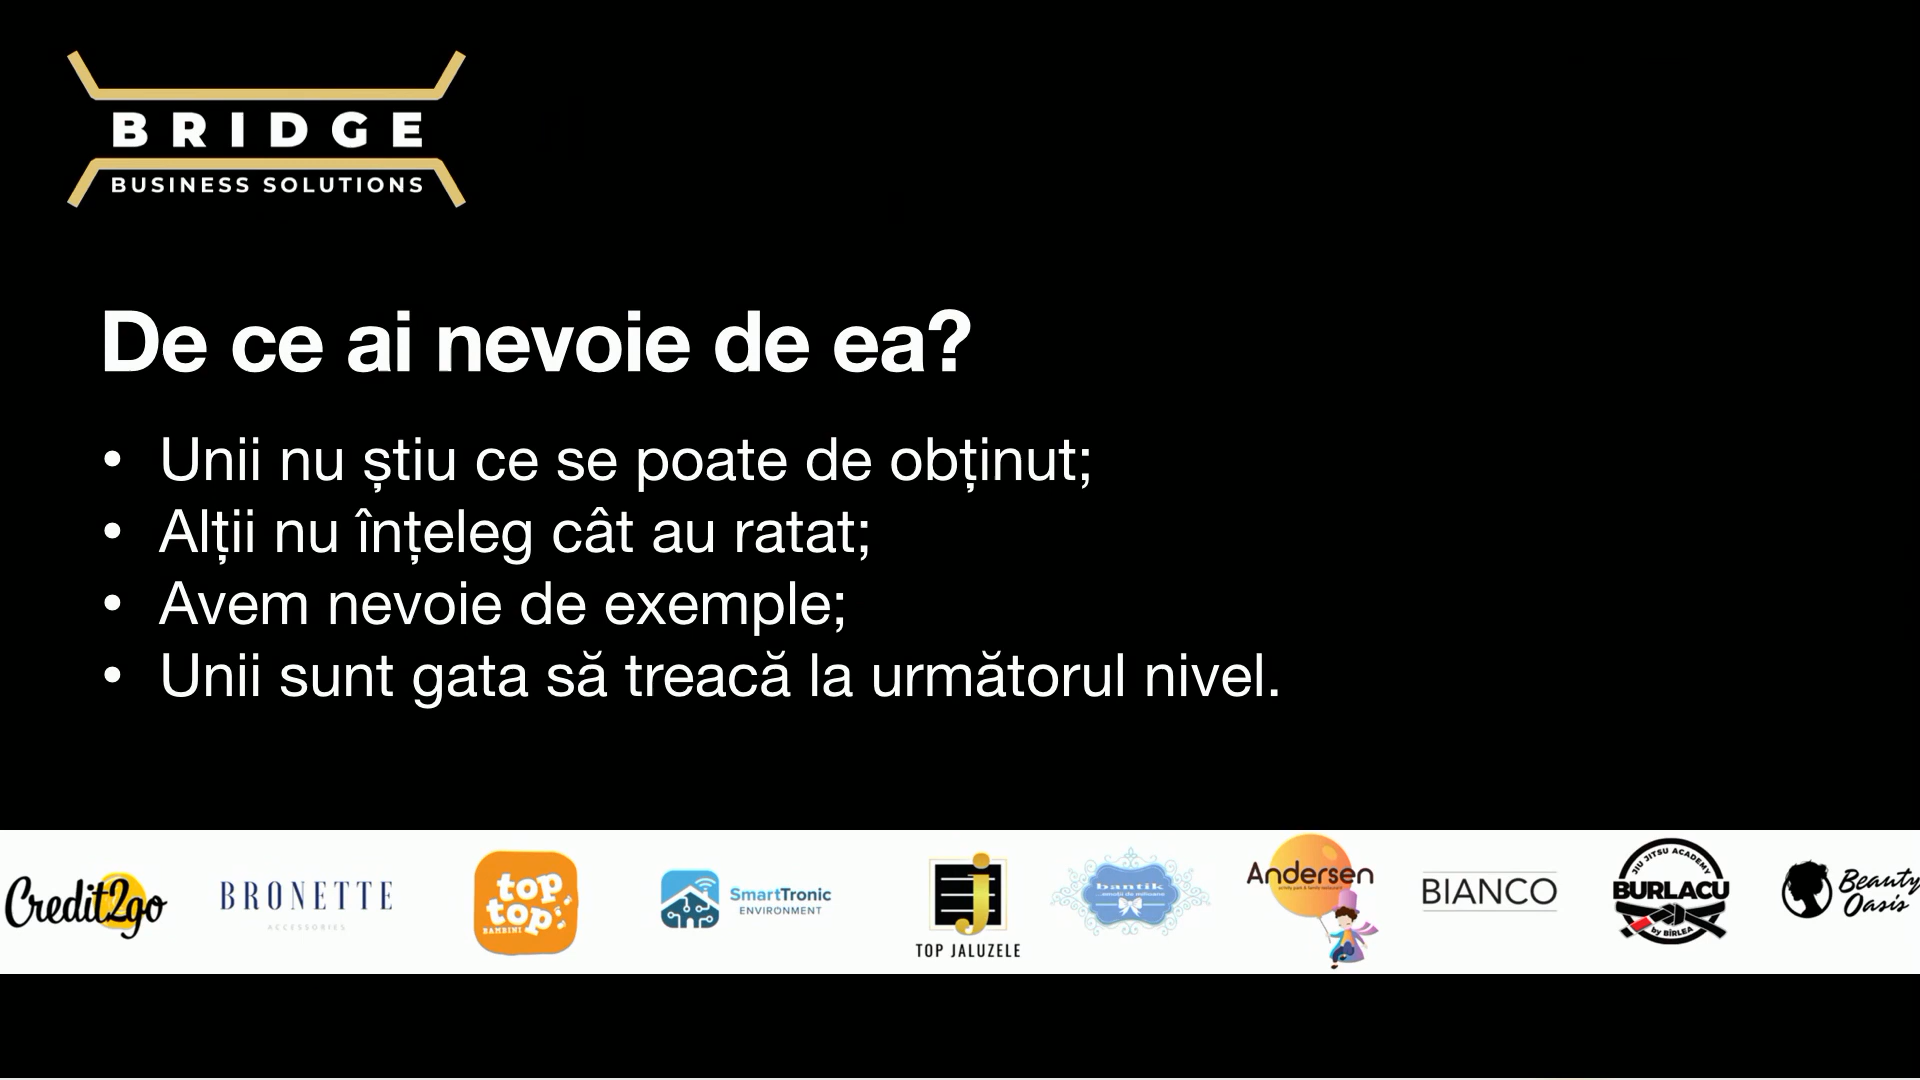 BRIDGE
BUSINESS SOLUTIONS
De ce ai nevoie de ea?
• Unii nu știu ce se poate de obținut;
• Alții nu înțeleg cât au ratat;
• Avem nevoie de exemple;
• Unii sunt gata să treacă la următorul nivel.
Credit2go
BRONETTE
ACCESSORIES
top
top
BAMBINI
SmartTronic
ENVIRONMENT
j
TOP JALUZELE
bantik
Andersen
BIANCO
JIU JITSU ACADEMY
BURLACU
by BÎRLEA
Beauty
Oasis